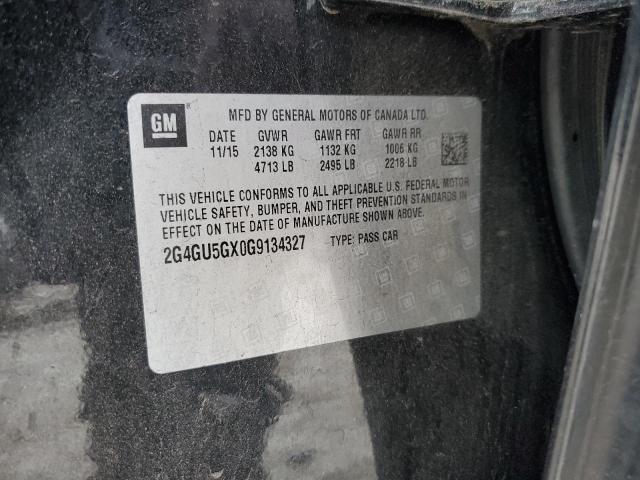 GM
MFD BY GENERAL MOTORS OF CANADA LTD.
DATE GVWR GAWR FRT GAWR RR
11/15 2138 KG 1132 KG 1006 KG
4713 LB 2495 LB 2218 LB
THIS VEHICLE CONFORMS TO ALL APPLICABLE U.S. FEDERAL MOTOR
VEHICLE SAFETY, BUMPER, AND THEFT PREVENTION STANDARDS IN
EFFECT ON THE DATE OF MANUFACTURE SHOWN ABOVE.
2G4GU5GX0G9134327 TYPE: PASS CAR